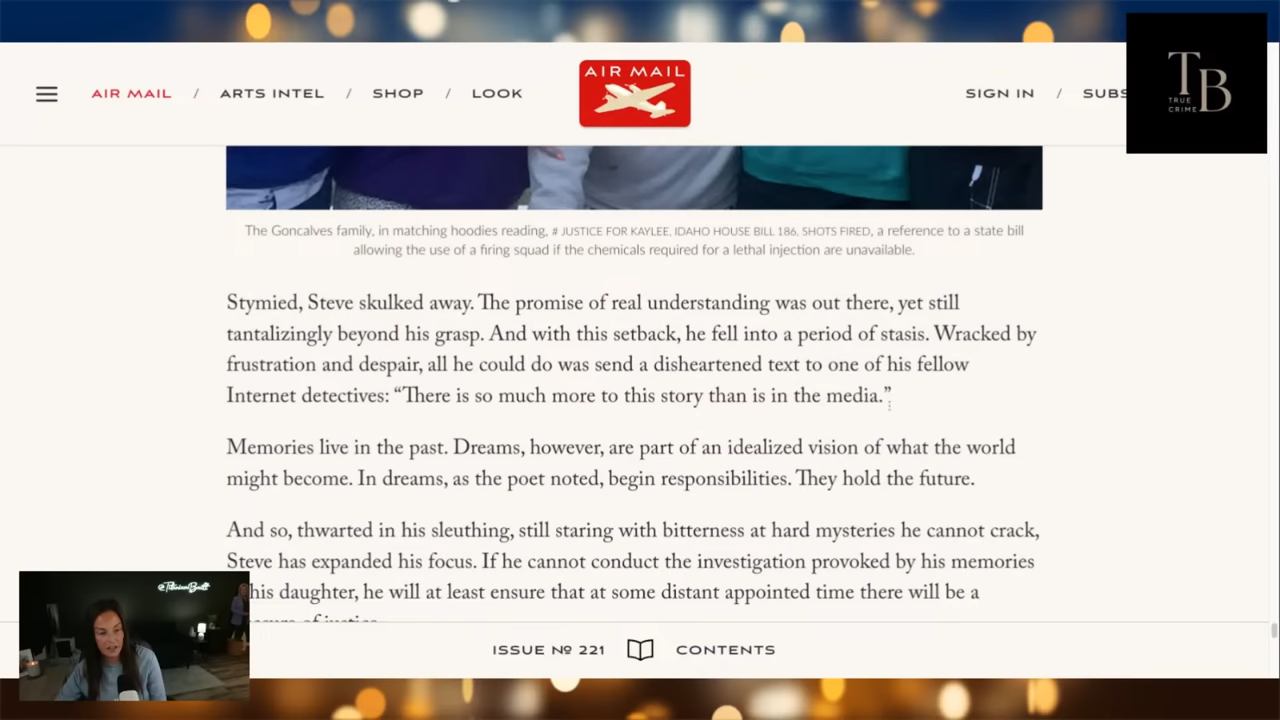 AIR MAIL / ARTS INTEL / SHOP / LOOK
AIR MAIL
SIGN IN / SUBS
TB
TRUE
CRIME
The Goncalves family, in matching hoodies reading, # JUSTICE FOR KAYLEE, IDAHO HOUSE BILL 186, SHOTS FIRED, a reference to a state bill
allowing the use of a firing squad if the chemicals required for a lethal injection are unavailable.
Stymied, Steve skulked away. The promise of real understanding was out there, yet still
tantalizingly beyond his grasp. And with this setback, he fell into a period of stasis. Wracked by
frustration and despair, all he could do was send a disheartened text to one of his fellow
Internet detectives: “There is so much more to this story than is in the media.”
Memories live in the past. Dreams, however, are part of an idealized vision of what the world
might become. In dreams, as the poet noted, begin responsibilities. They hold the future.
And so, thwarted in his sleuthing, still staring with bitterness at hard mysteries he cannot crack,
Steve has expanded his focus. If he cannot conduct the investigation provoked by his memories
his daughter, he will at least ensure that at some distant appointed time there will be a
ISSUE Nº 221 CONTENTS